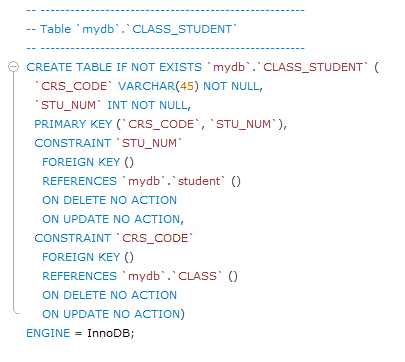 -- -----------------------------------------------------
-- Table `mydb`.`CLASS_STUDENT`
-- -----------------------------------------------------
CREATE TABLE IF NOT EXISTS `mydb`.`CLASS_STUDENT` (
  `CRS_CODE` VARCHAR(45) NOT NULL,
  `STU_NUM` INT NOT NULL,
  PRIMARY KEY (`CRS_CODE`, `STU_NUM`),
  CONSTRAINT `STU_NUM`
    FOREIGN KEY ()
    REFERENCES `mydb`.`student` ()
    ON DELETE NO ACTION
    ON UPDATE NO ACTION,
  CONSTRAINT `CRS_CODE`
    FOREIGN KEY ()
    REFERENCES `mydb`.`CLASS` ()
    ON DELETE NO ACTION
    ON UPDATE NO ACTION)
ENGINE = InnoDB;